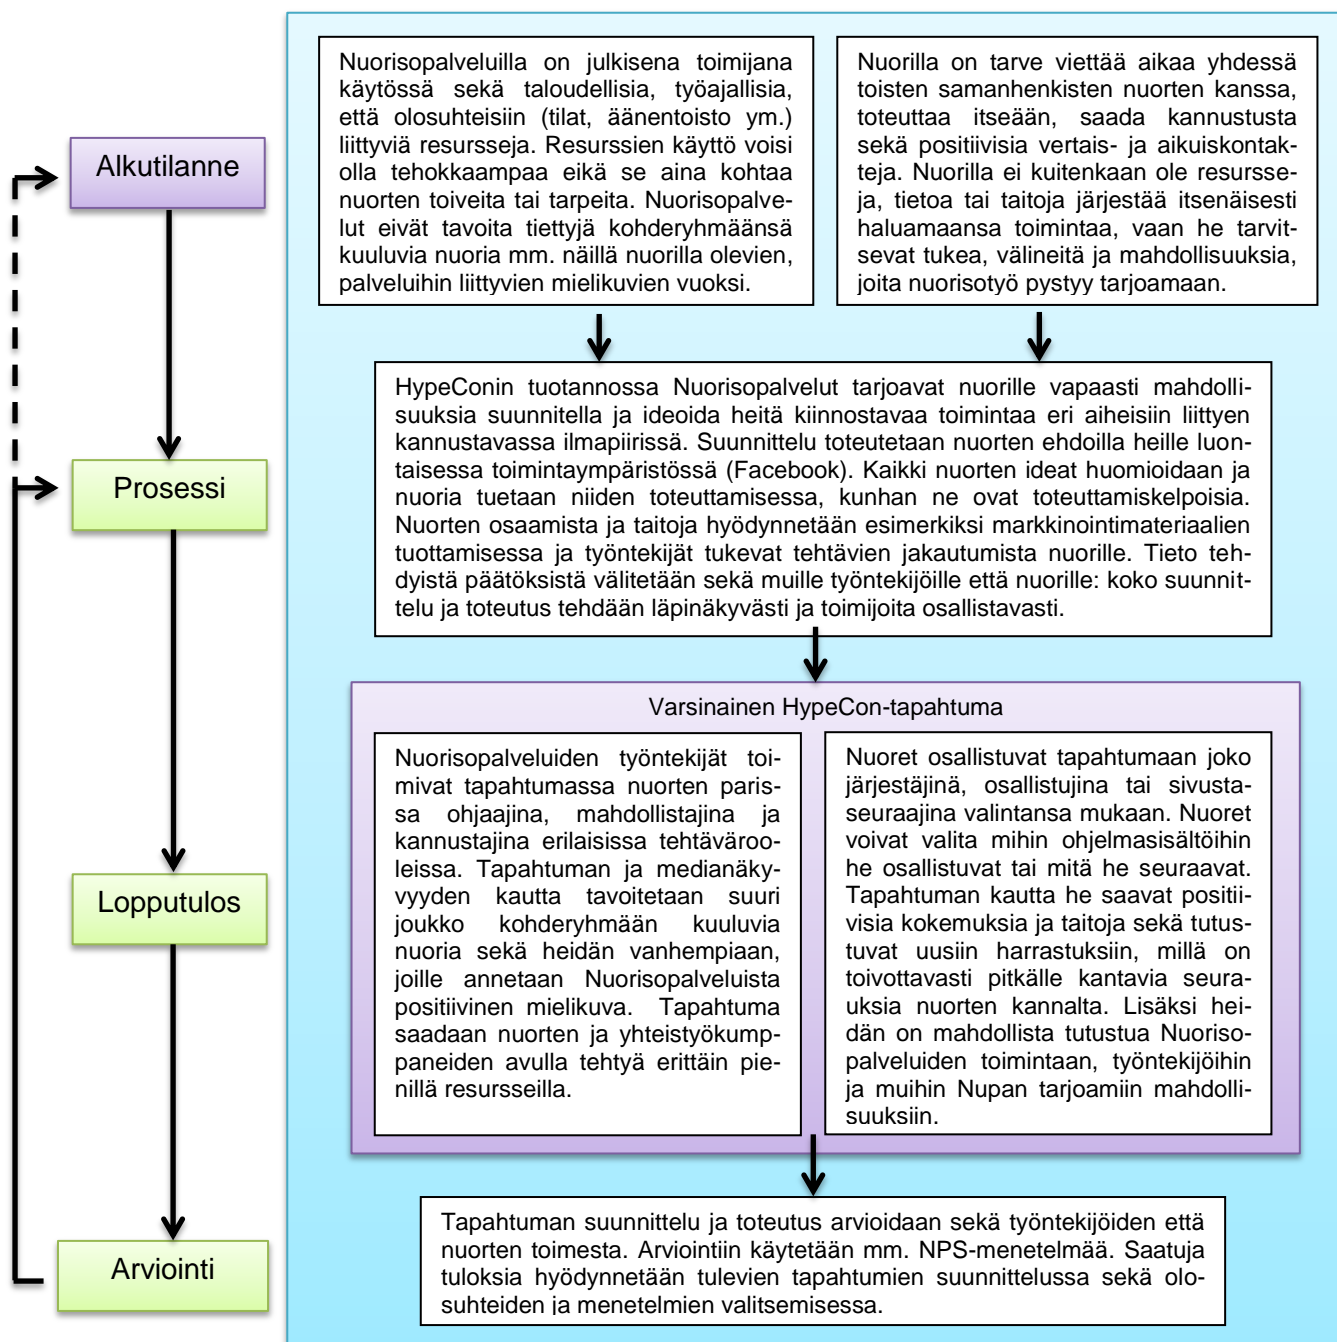 Alkutilanne
Prosessi
Lopputulos
Arviointi
Nuorisopalveluilla on julkisena toimijana
käytössä sekä taloudellisia, työajallisia,
että olosuhteisiin (tilat, äänentoisto ym.)
liittyviä resursseja. Resurssien käyttö voisi
olla tehokkaampaa eikä se aina kohtaa
nuorten toiveita tai tarpeita. Nuorisopalve-
lut eivät tavoita tiettyjä kohderyhmäänsä
kuuluvia nuoria mm. näillä nuorilla olevien,
palveluihin liittyvien mielikuvien vuoksi.
Nuorilla on tarve viettää aikaa yhdessä
toisten samanhenkisten nuorten kanssa,
toteuttaa itseään, saada kannustusta
sekä positiivisia vertais- ja aikuiskontak-
teja. Nuorilla ei kuitenkaan ole resursse-
ja, tietoa tai taitoja järjestää itsenäisesti
haluamaansa toimintaa, vaan he tarvit-
sevat tukea, välineitä ja mahdollisuuksia,
joita nuorisotyö pystyy tarjoamaan.
HypeConin tuotannossa Nuorisopalvelut tarjoavat nuorille vapaasti mahdolli-
suuksia suunnitella ja ideoida heitä kiinnostavaa toimintaa eri aiheisiin liittyen
kannustavassa ilmapiirissä. Suunnittelu toteutetaan nuorten ehdoilla heille luon-
taisessa toimintaympäristössä (Facebook). Kaikki nuorten ideat huomioidaan ja
nuoria tuetaan niiden toteuttamisessa, kunhan ne ovat toteuttamiskelpoisia.
Nuorten osaamista ja taitoja hyödynnetään esimerkiksi markkinointimateriaalien
tuottamisessa ja työntekijät tukevat tehtävien jakautumista nuorille. Tieto teh-
dyistä päätöksistä välitetään sekä muille työntekijöille että nuorille: koko suunnit-
telu ja toteutus tehdään läpinäkyvästi ja toimijoita osallistavasti.
Varsinainen HypeCon-tapahtuma
Nuorisopalveluiden työntekijät toi-
mivat tapahtumassa nuorten paris-
sa ohjaajina, mahdollistajina ja
kannustajina erilaisissa tehtäväroo-
leissa. Tapahtuman ja medianäky-
vyyden kautta tavoitetaan suuri
joukko kohderyhmään kuuluvia
nuoria sekä heidän vanhempiaan,
joille annetaan Nuorisopalveluista
positiivinen mielikuva. Tapahtuma
saadaan nuorten ja yhteistyökump-
paneiden avulla tehtyä erittäin pie-
nillä resursseilla.
Nuoret osallistuvat tapahtumaan joko
järjestäjinä, osallistujina tai sivusta-
seuraajina valintansa mukaan. Nuoret
voivat valita mihin ohjelmasisältöihin
he osallistuvat tai mitä he seuraavat.
Tapahtuman kautta he saavat positii-
visia kokemuksia ja taitoja sekä tutus-
tuvat uusiin harrastuksiin, millä on
toivottavasti pitkälle kantavia seura-
uksia nuorten kannalta. Lisäksi hei-
dän on mahdollista tutustua Nuoriso-
palveluiden toimintaan, työntekijöihin
ja muihin Nupan tarjoamiin mahdolli-
suuksiin.
Tapahtuman suunnittelu ja toteutus arvioidaan sekä työntekijöiden että
nuorten toimesta. Arviointiin käytetään mm. NPS-menetelmää. Saatuja
tuloksia hyödynnetään tulevien tapahtumien suunnittelussa sekä olo-
suhteiden ja menetelmien valitsemisessa.